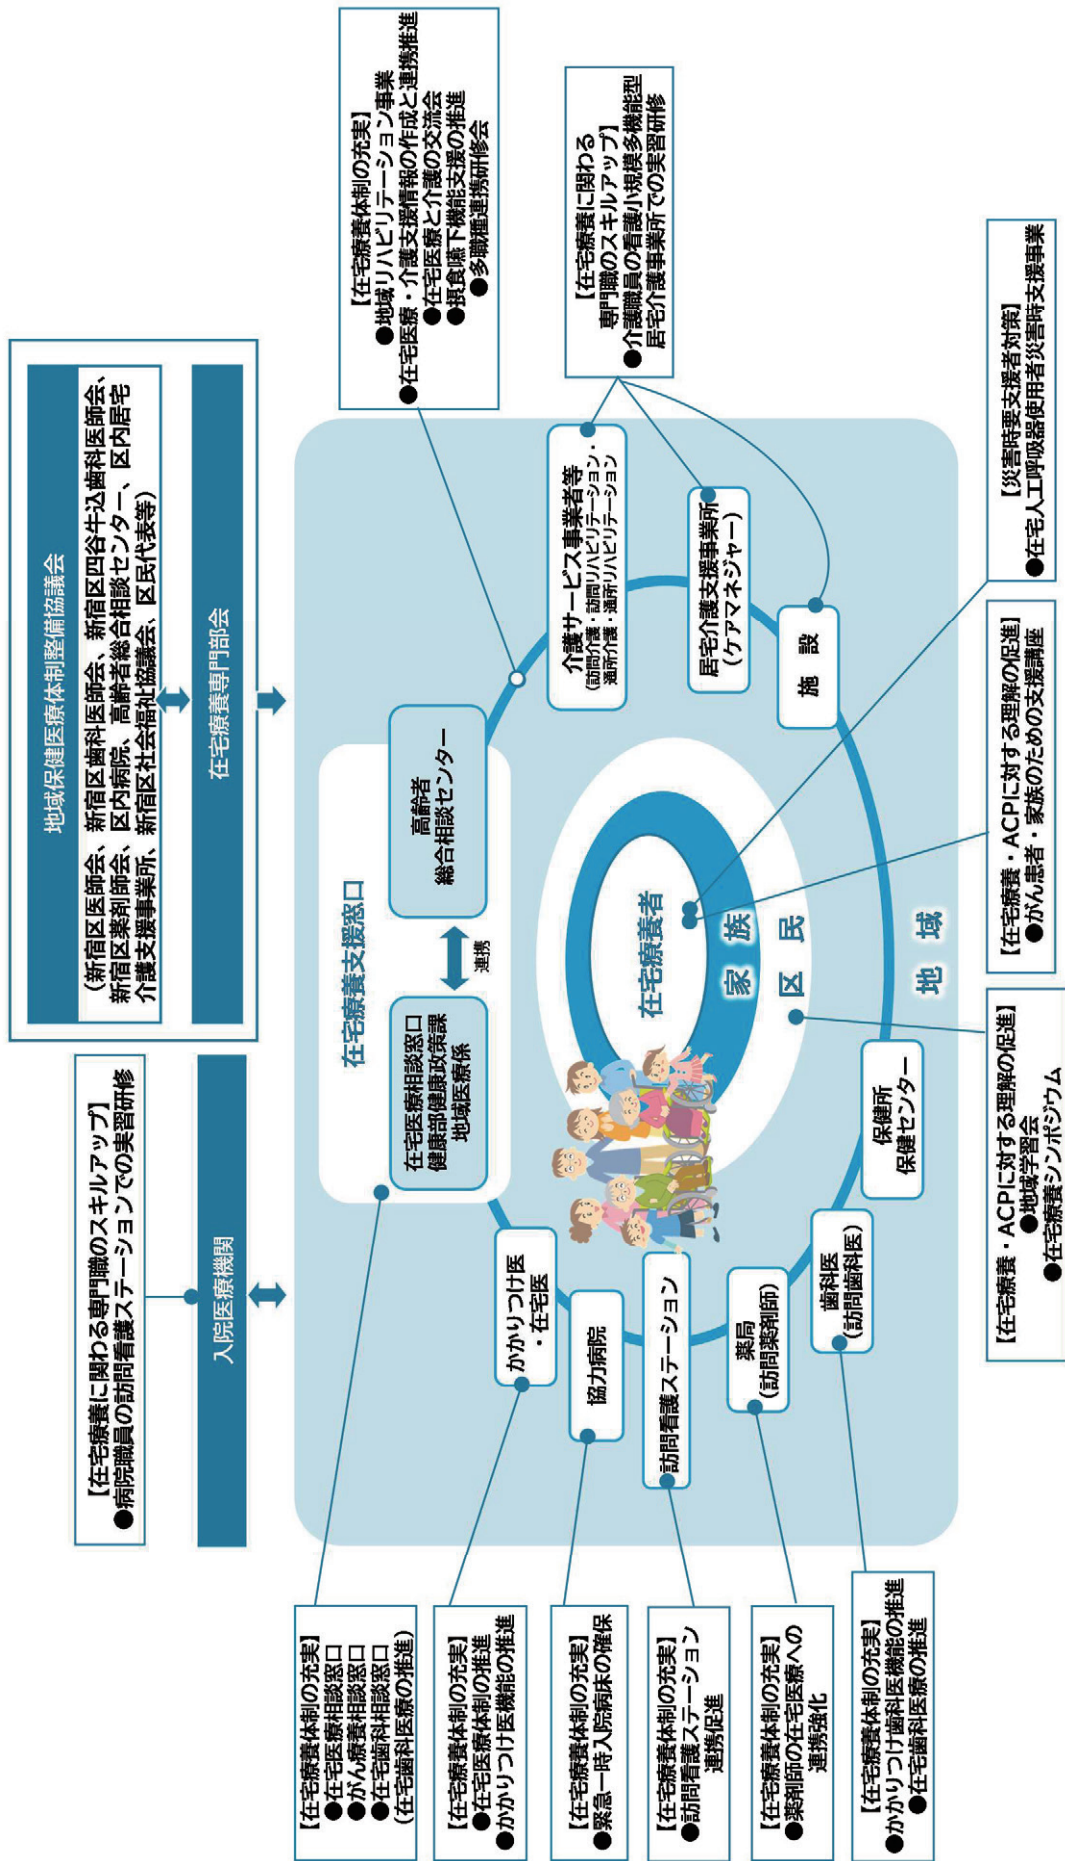 【在宅療養に関わる専門職のスキルアップ】
●病院職員の訪問看護ステーションでの実習研修
入院医療機関
地域保健医療体制整備協議会
（新宿区医師会、新宿区歯科医師会、新宿区四谷牛込歯科医師会、
新宿区薬剤師会、区内病院、高齢者総合相談センター、区内居宅
介護支援事業所、新宿区社会福祉協議会、区民代表等）
在宅療養専門部会
【在宅療養体制の充実】
●在宅医療相談窓口
●がん療養相談窓口
●在宅歯科相談窓口
（在宅歯科医療の推進）
【在宅療養体制の充実】
●在宅医療体制の推進
●かかりつけ医機能の推進
【在宅療養体制の充実】
●緊急一時入院病床の確保
【在宅療養体制の充実】
●訪問看護ステーション
連携促進
【在宅療養体制の充実】
●薬剤師の在宅医療への
連携強化
【在宅療養体制の充実】
●かかりつけ歯科医機能の推進
●在宅歯科医療の推進
在宅療養支援窓口
在宅医療相談窓口
健康部健康政策課
地域医療係
連携
高齢者
総合相談センター
かかりつけ医
・在宅医
協力病院
訪問看護ステーション
薬局
（訪問薬剤師）
歯科医
（訪問歯科医）
保健所
保健センター
在宅療養者
家族
区民
地域
介護サービス事業者等
（訪問介護・訪問リハビリテーション・
通所介護・通所リハビリテーション）
居宅介護支援事業所
（ケアマネジャー）
施設
【在宅療養体制の充実】
●地域リハビリテーション事業
●在宅医療・介護支援情報の作成と連携推進
●在宅医療と介護の交流会
●摂食嚥下機能支援の推進
●多職種連携研修会
【在宅療養に関わる
専門職のスキルアップ】
●介護職員の看護小規模多機能型
居宅介護事業所での実習研修
【災害時要支援者対策】
●在宅人工呼吸器使用者災害時支援事業
【在宅療養・ACPに対する理解の促進】
●がん患者・家族のための支援講座
【在宅療養・ACPに対する理解の促進】
●地域学習会
●在宅療養シンポジウム